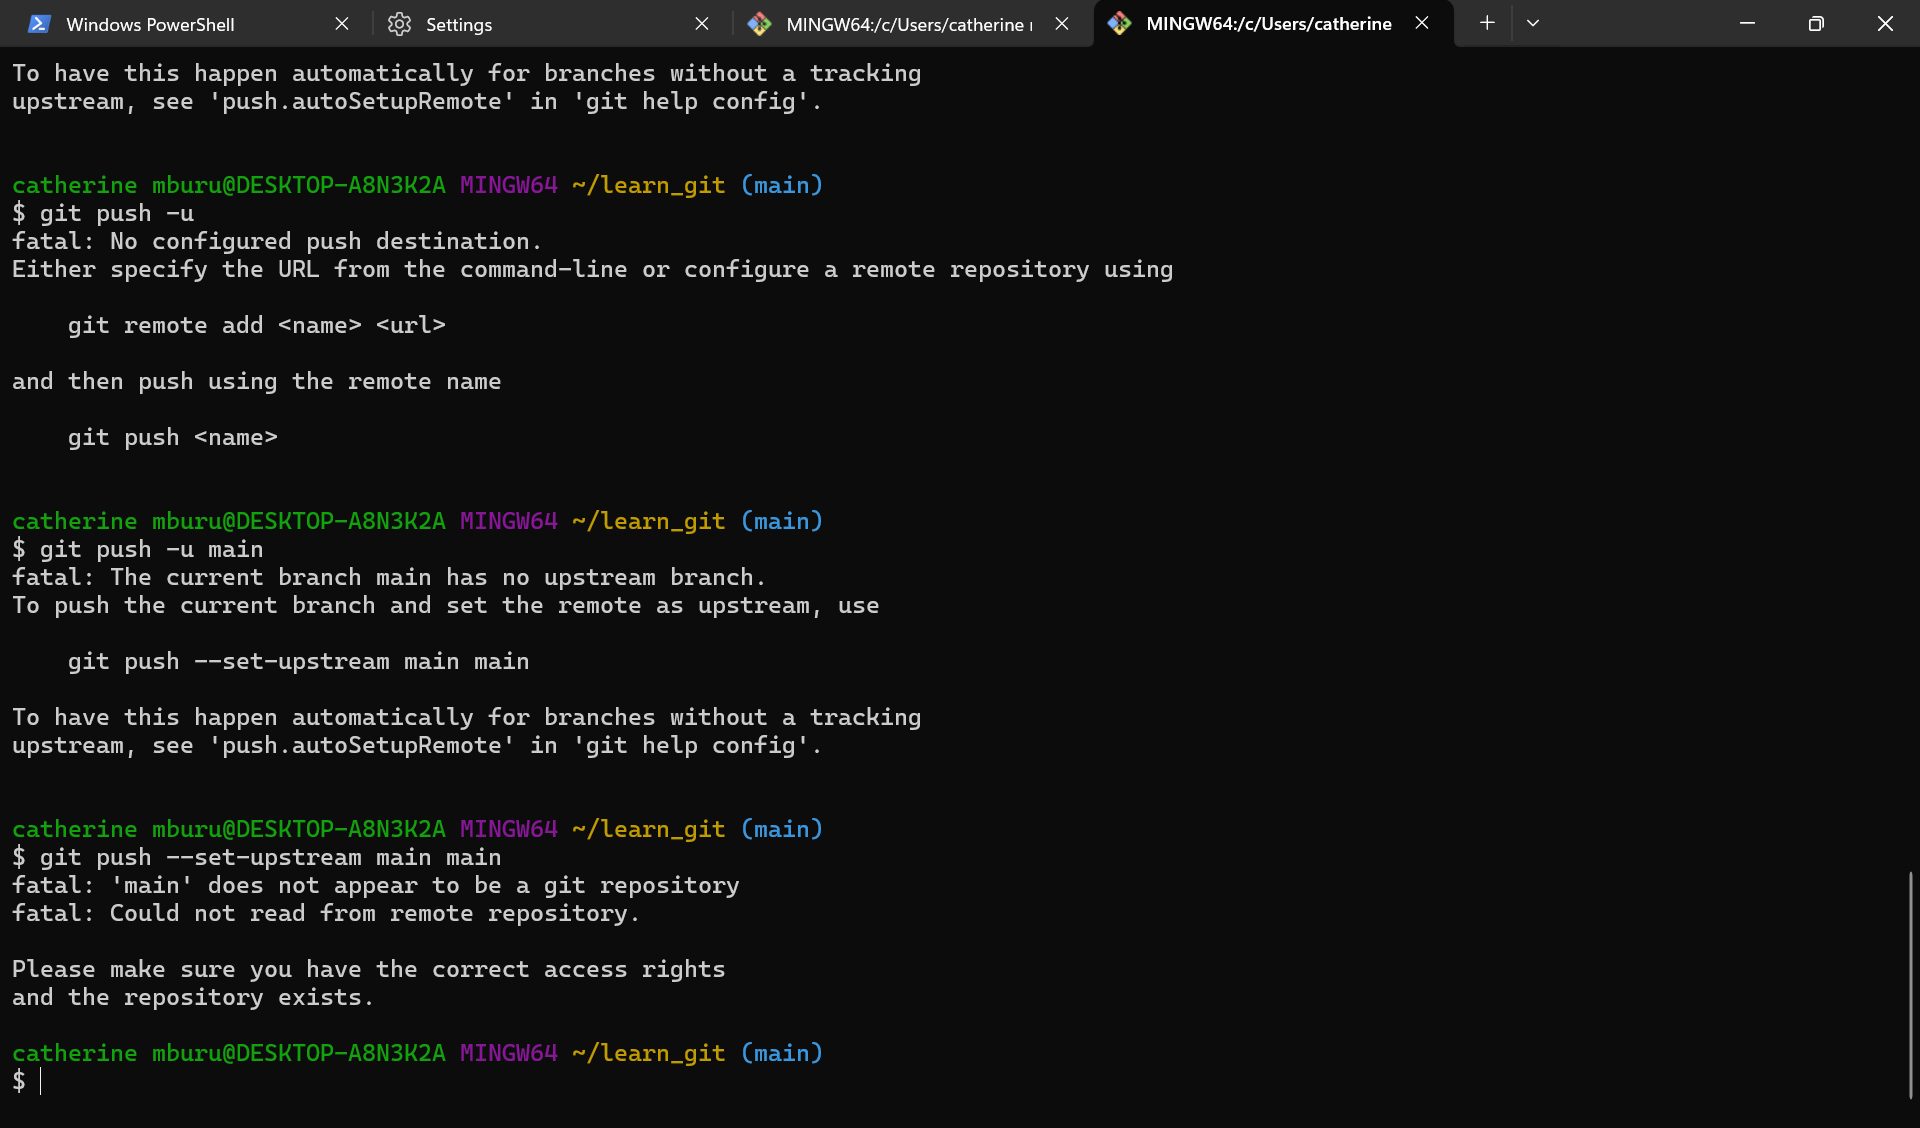 Windows PowerShell
Settings
MINGW64:/c/Users/catherine
MINGW64:/c/Users/catherine
To have this happen automatically for branches without a tracking
upstream, see 'push.autoSetupRemote' in 'git help config'.
catherine mburu@DESKTOP-A8N3K2A MINGW64 ~/learn_git (main)
$ git push -u
fatal: No configured push destination.
Either specify the URL from the command-line or configure a remote repository using
    git remote add <name> <url>
and then push using the remote name
    git push <name>
catherine mburu@DESKTOP-A8N3K2A MINGW64 ~/learn_git (main)
$ git push -u main
fatal: The current branch main has no upstream branch.
To push the current branch and set the remote as upstream, use
    git push --set-upstream main main
To have this happen automatically for branches without a tracking
upstream, see 'push.autoSetupRemote' in 'git help config'.
catherine mburu@DESKTOP-A8N3K2A MINGW64 ~/learn_git (main)
$ git push --set-upstream main main
fatal: 'main' does not appear to be a git repository
fatal: Could not read from remote repository.
Please make sure you have the correct access rights
and the repository exists.
catherine mburu@DESKTOP-A8N3K2A MINGW64 ~/learn_git (main)
$